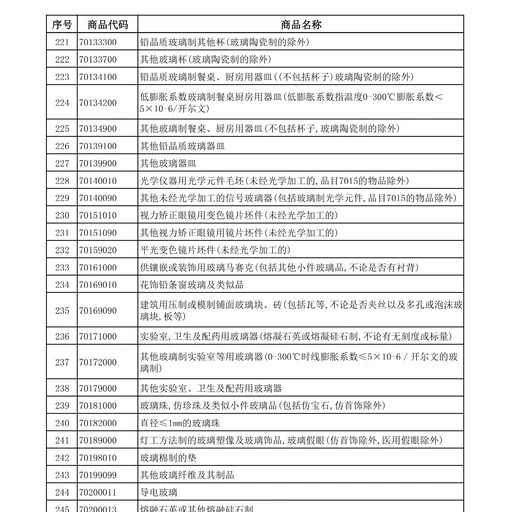 序号 商品代码 商品名称
221 70133300 铅晶质玻璃制其他杯(玻璃陶瓷制的除外)
222 70133700 其他玻璃杯(玻璃陶瓷制的除外)
223 70134100 铅晶质玻璃制餐桌、厨房用器皿((不包括杯子)玻璃陶瓷制的除外)
224 70134200 低膨胀系数玻璃制餐桌厨房用器皿(低膨胀系数指温度0-300℃膨胀系数<
5×10-6/开尔文)
225 70134900 其他玻璃制餐桌、厨房用器皿(不包括杯子,玻璃陶瓷制的除外)
226 70139100 其他铅晶质玻璃器皿
227 70139900 其他玻璃器皿
228 70140010 光学仪器用光学元件毛坯(未经光学加工的,品目7015的物品除外)
229 70140090 其他未经光学加工的信号玻璃器(包括玻璃制光学元件,品目7015的物品除外)
230 70151010 视力矫正眼镜用变色镜片坯件(未经光学加工的)
231 70151090 其他视力矫正眼镜用镜片坯件(未经光学加工的)
232 70159020 平光变色镜片坯件(未经光学加工的)
233 70161000 供镶嵌或装饰用玻璃马赛克(包括其他小件玻璃品,不论是否有衬背)
234 70169010 花饰铅条窗玻璃及类似品
235 70169090 建筑用压制或模制铺面玻璃块、砖(包括瓦等,不论是否夹丝以及多孔或泡沫玻
璃块,板等)
236 70171000 实验室,卫生及配药用玻璃器(熔凝石英或熔凝硅石制,不论有无刻度或标量)
237 70172000 其他玻璃制实验室等用玻璃器(0-300℃时线膨胀系数≤5×10-6／开尔文的玻
璃制)
238 70179000 其他实验室、卫生及配药用玻璃器
239 70181000 玻璃珠,仿珍珠及类似小件玻璃品(包括仿宝石,仿首饰除外)
240 70182000 直径≤1mm的玻璃珠
241 70189000 灯工方法制的玻璃塑像及玻璃饰品,玻璃假眼(仿首饰除外,医用假眼除外)
242 70198010 玻璃棉制的垫
243 70199099 其他玻璃纤维及其制品
244 70200011 导电玻璃
245 70200013 熔融石英或其他熔融硅石制